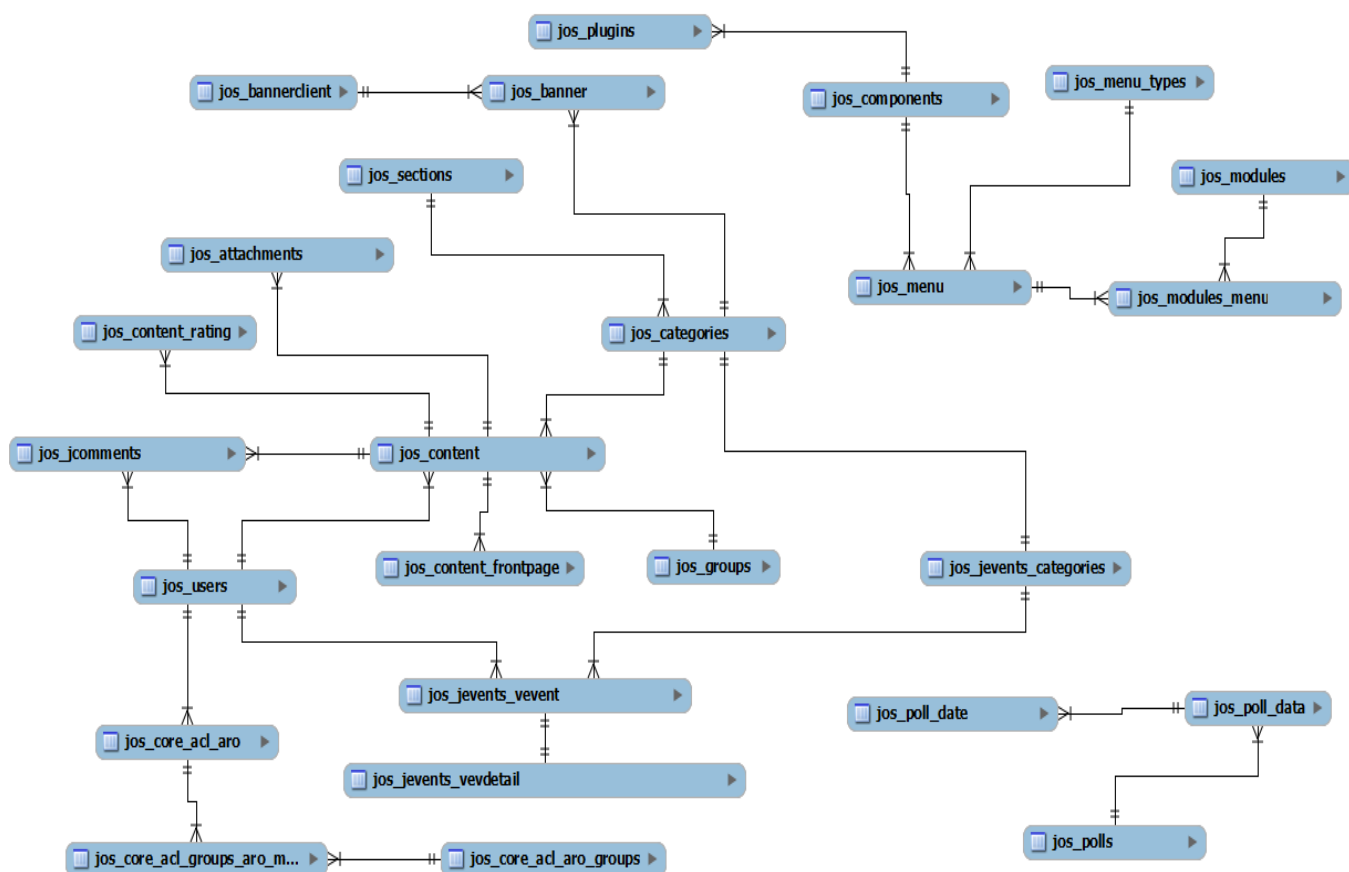 jos_plugins
jos_bannerclient
jos_banner
jos_components
jos_menu_types
jos_sections
jos_modules
jos_attachments
jos_menu
jos_modules_menu
jos_content_rating
jos_categories
jos_jcomments
jos_content
jos_content_frontpage
jos_groups
jos_jevents_categories
jos_users
jos_jevents_vevent
jos_poll_date
jos_poll_data
jos_core_acl_aro
jos_jevents_vevdetail
jos_polls
jos_core_acl_groups_aro_m...
jos_core_acl_aro_groups